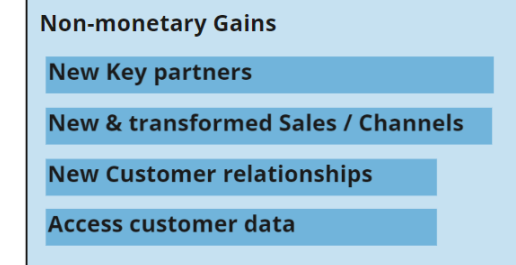 Non-monetary Gains
New Key partners
New & transformed Sales / Channels
New Customer relationships
Access customer data